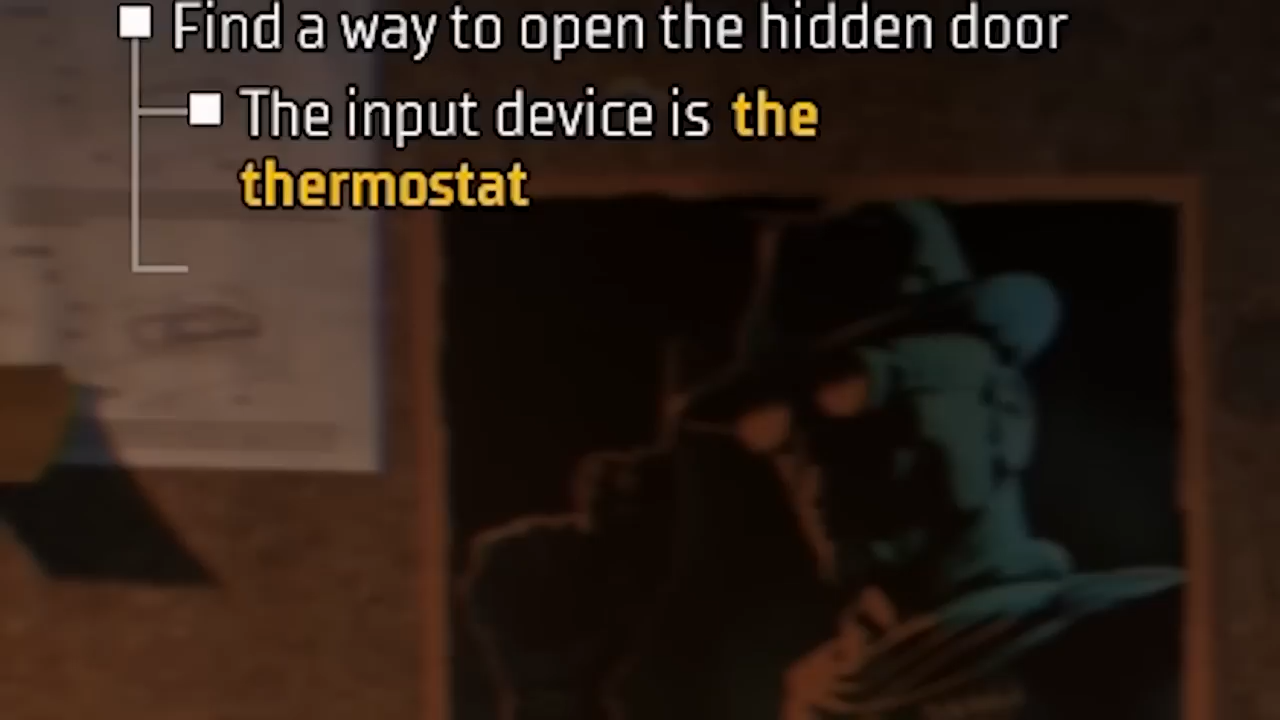 Find a way to open the hidden door
The input device is the
thermostat